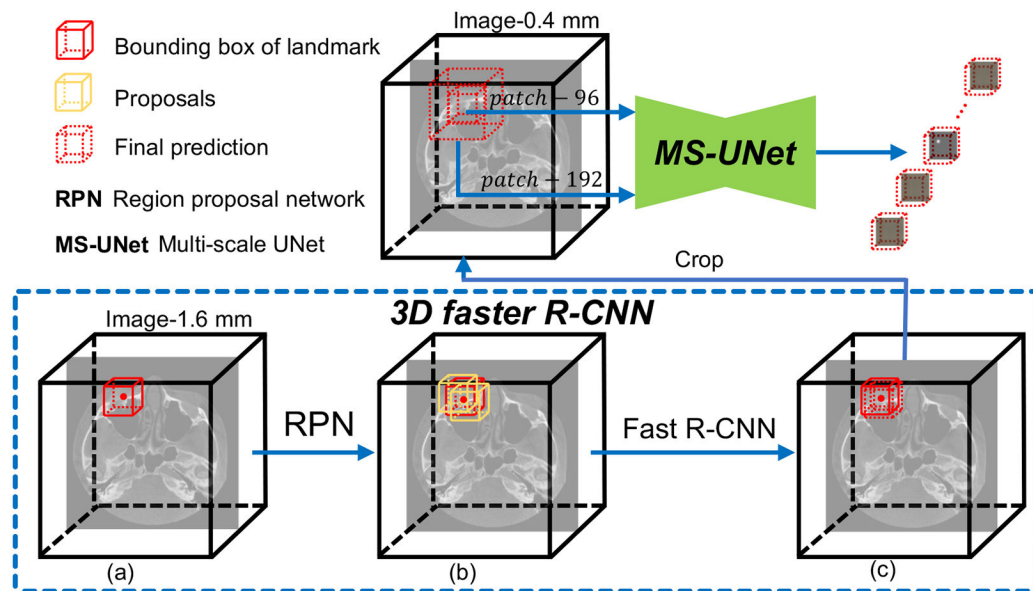 Image-0.4 mm
Bounding box of landmark
Proposals
Final prediction
RPN Region proposal network
MS-UNet Multi-scale UNet
patch − 96
patch − 192
MS-UNet
Crop
3D faster R-CNN
Image-1.6 mm
RPN
Fast R-CNN
(a)
(b)
(c)